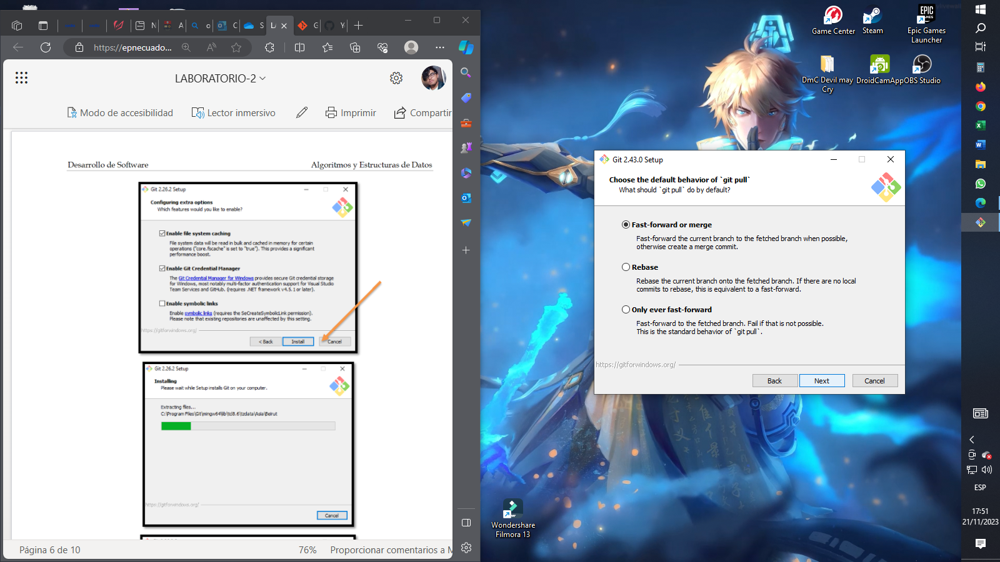 https://epnecuado...
LABORATORIO-2
Modo de accesibilidad
Lector inmersivo
Imprimir
Compartir
Desarrollo de Software
Algoritmos y Estructuras de Datos
Git 2.26.2 Setup
Configuring extra options
Which features would you like to enable?
Enable file system caching
File system data will be read in bulk and cached in memory for certain
operations ("core.fscache" is set to "true"). This provides a significant
performance boost.
Enable Git Credential Manager
The Git Credential Manager for Windows provides secure Git credential storage
for Windows, most notably multi-factor authentication support for Visual Studio
Team Services and GitHub. (requires .NET framework v4.5.1 or later).
Enable symbolic links
Enable symbolic links (requires the SeCreateSymbolicLink permission).
Please note that existing repositories are unaffected by this setting.
https://gitforwindows.org/
< Back
Install
Cancel
Git 2.26.2 Setup
Installing
Please wait while Setup installs Git on your computer.
Extracting files...
C:\Program Files\Git\mingw64\lib\tcl8.6\tzdata\Asia\Beirut
https://gitforwindows.org/
Cancel
Página 6 de 10
76%
Proporcionar comentarios a M
Game Center
Steam
Epic Games
Launcher
DmC Devil may
Cry
DroidCamApp
OBS Studio
Git 2.43.0 Setup
Choose the default behavior of `git pull`
What should `git pull` do by default?
Fast-forward or merge
Fast-forward the current branch to the fetched branch when possible,
otherwise create a merge commit.
Rebase
Rebase the current branch onto the fetched branch. If there are no local
commits to rebase, this is equivalent to a fast-forward.
Only ever fast-forward
Fast-forward to the fetched branch. Fail if that is not possible.
This is the standard behavior of `git pull`.
https://gitforwindows.org/
Back
Next
Cancel
Wondershare
Filmora 13
ESP
17:51
21/11/2023